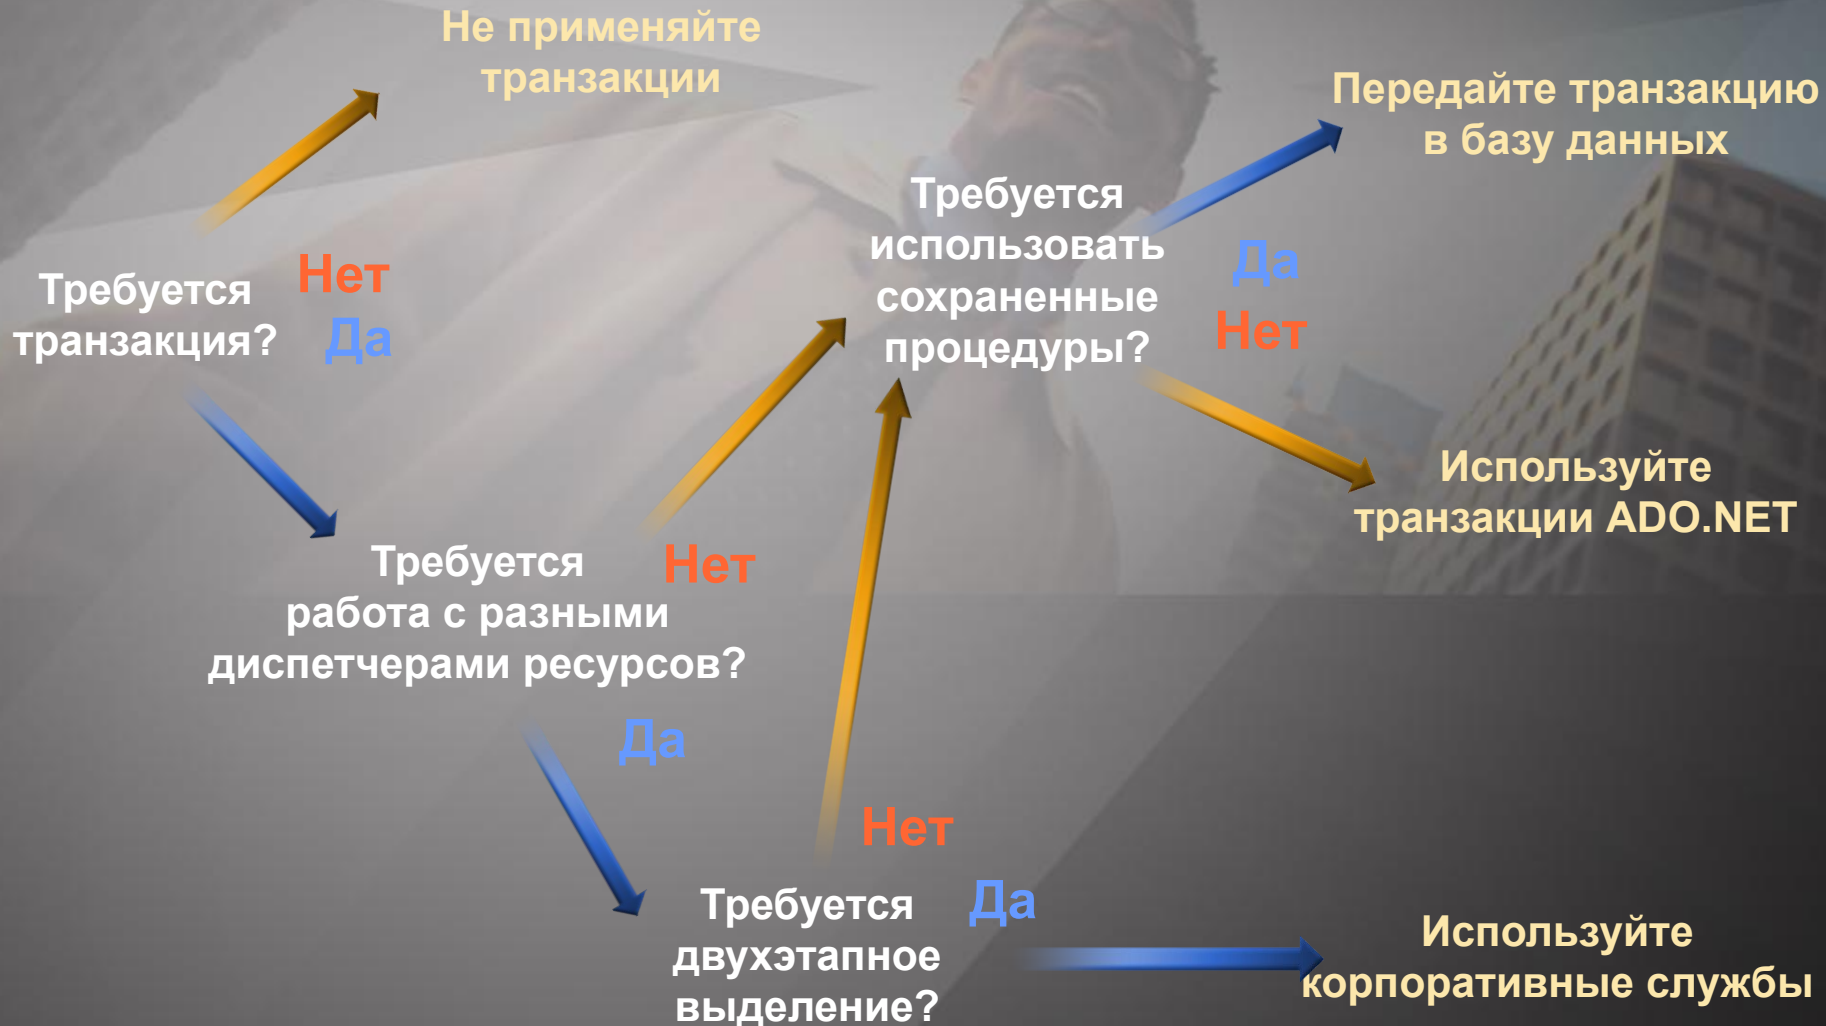 Не применяйте
транзакции
Передайте транзакцию
в базу данных
Требуется
использовать
сохраненные
процедуры?
Да
Нет
Требуется
транзакция?
Нет
Да
Используйте
транзакции ADO.NET
Требуется
работа с разными
диспетчерами ресурсов?
Нет
Да
Нет
Да
Требуется
двухэтапное
выделение?
Используйте
корпоративные службы